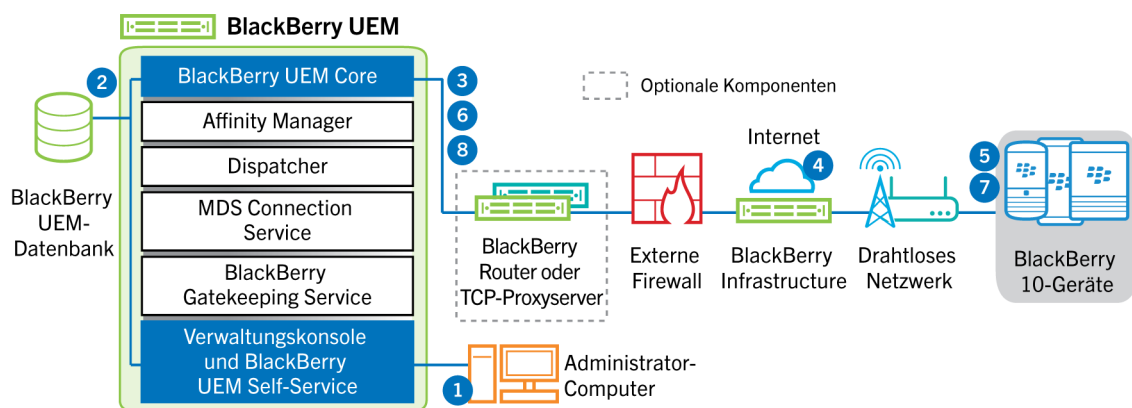 BlackBerry UEM
2
BlackBerry UEM Core
3
Affinity Manager
6
Dispatcher
8
MDS Connection
Service
BlackBerry
Gatekeeping Service
Verwaltungskonsole
und BlackBerry
UEM Self-Service
BlackBerry
UEM-
Datenbank
1
Administrator-
Computer
Optionale Komponenten
BlackBerry
Router oder
TCP-Proxyserver
Externe
Firewall
Internet
4
BlackBerry
Infrastructure
Drahtloses
Netzwerk
5
7
BlackBerry
10-Geräte